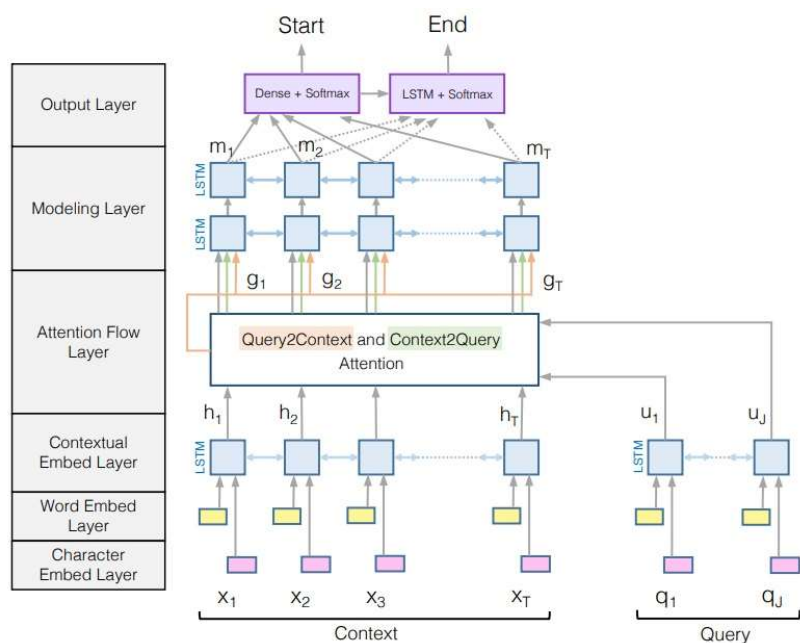 Start End
Output Layer
Dense + Softmax LSTM + Softmax
m1 m2 mT
LSTM
Modeling Layer
LSTM
g1 g2 gT
Attention Flow
Layer
Query2Context and Context2Query
Attention
h1 h2 hT u1 uJ
Contextual
Embed Layer
LSTM LSTM
Word Embed
Layer
Character
Embed Layer
x1 x2 x3 xT q1 qJ
Context Query